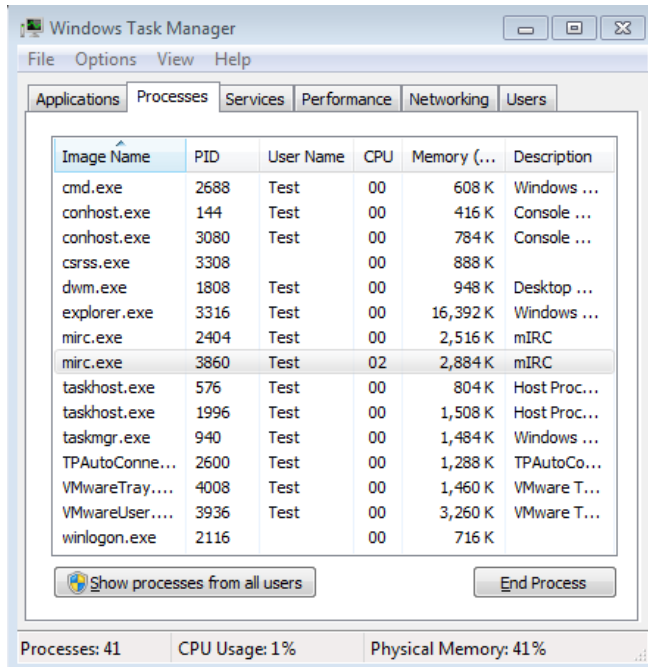 Windows Task Manager
File Options View Help
Applications Processes Services Performance Networking Users
Image Name PID User Name CPU Memory (... Description
cmd.exe 2688 Test 00 608 K Windows ...
conhost.exe 144 Test 00 416 K Console ...
conhost.exe 3080 Test 00 784 K Console ...
csrss.exe 3308 00 888 K
dwm.exe 1808 Test 00 948 K Desktop ...
explorer.exe 3316 Test 00 16,392 K Windows ...
mirc.exe 2404 Test 00 2,516 K mIRC
mirc.exe 3860 Test 02 2,884 K mIRC
taskhost.exe 576 Test 00 804 K Host Proc...
taskhost.exe 1996 Test 00 1,508 K Host Proc...
taskmgr.exe 940 Test 00 1,484 K Windows ...
TPAutoConne... 2600 Test 00 1,288 K TPAutoCo...
VMwareTray.... 4008 Test 00 1,460 K VMware T...
VMwareUser.... 3936 Test 00 3,260 K VMware T...
winlogon.exe 2116 00 716 K
Show processes from all users End Process
Processes: 41 CPU Usage: 1% Physical Memory: 41%